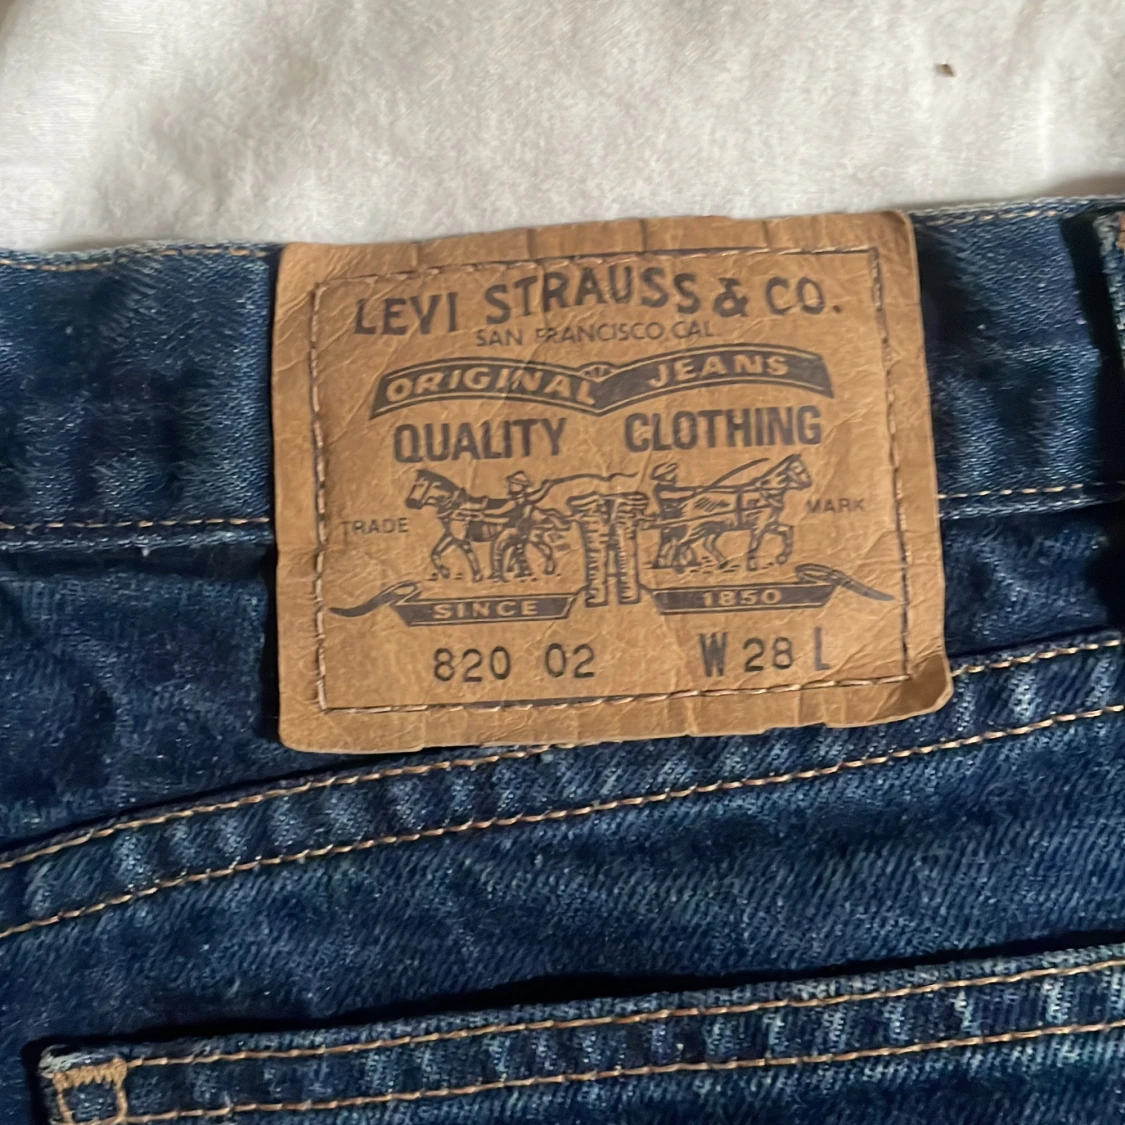 LEVI STRAUSS & CO.
SAN FRANCISCO, CAL
ORIGINAL JEANS
QUALITY CLOTHING
TRADE MARK
SINCE 1850
820 02 W 28 L